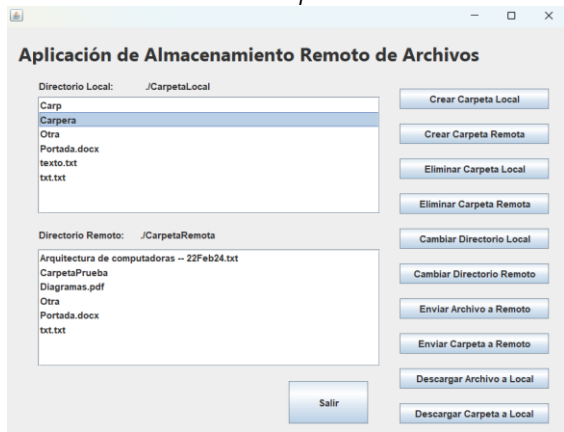 Aplicación de Almacenamiento Remoto de Archivos
Directorio Local: ./CarpetaLocal
Carp
Carpera
Otra
Portada.docx
texto.txt
txt.txt
Directorio Remoto: ./CarpetaRemota
Arquitectura de computadoras -- 22Feb24.txt
CarpetaPrueba
Diagramas.pdf
Otra
Portada.docx
txt.txt
Salir
Crear Carpeta Local
Crear Carpeta Remota
Eliminar Carpeta Local
Eliminar Carpeta Remota
Cambiar Directorio Local
Cambiar Directorio Remoto
Enviar Archivo a Remoto
Enviar Carpeta a Remoto
Descargar Archivo a Local
Descargar Carpeta a Local